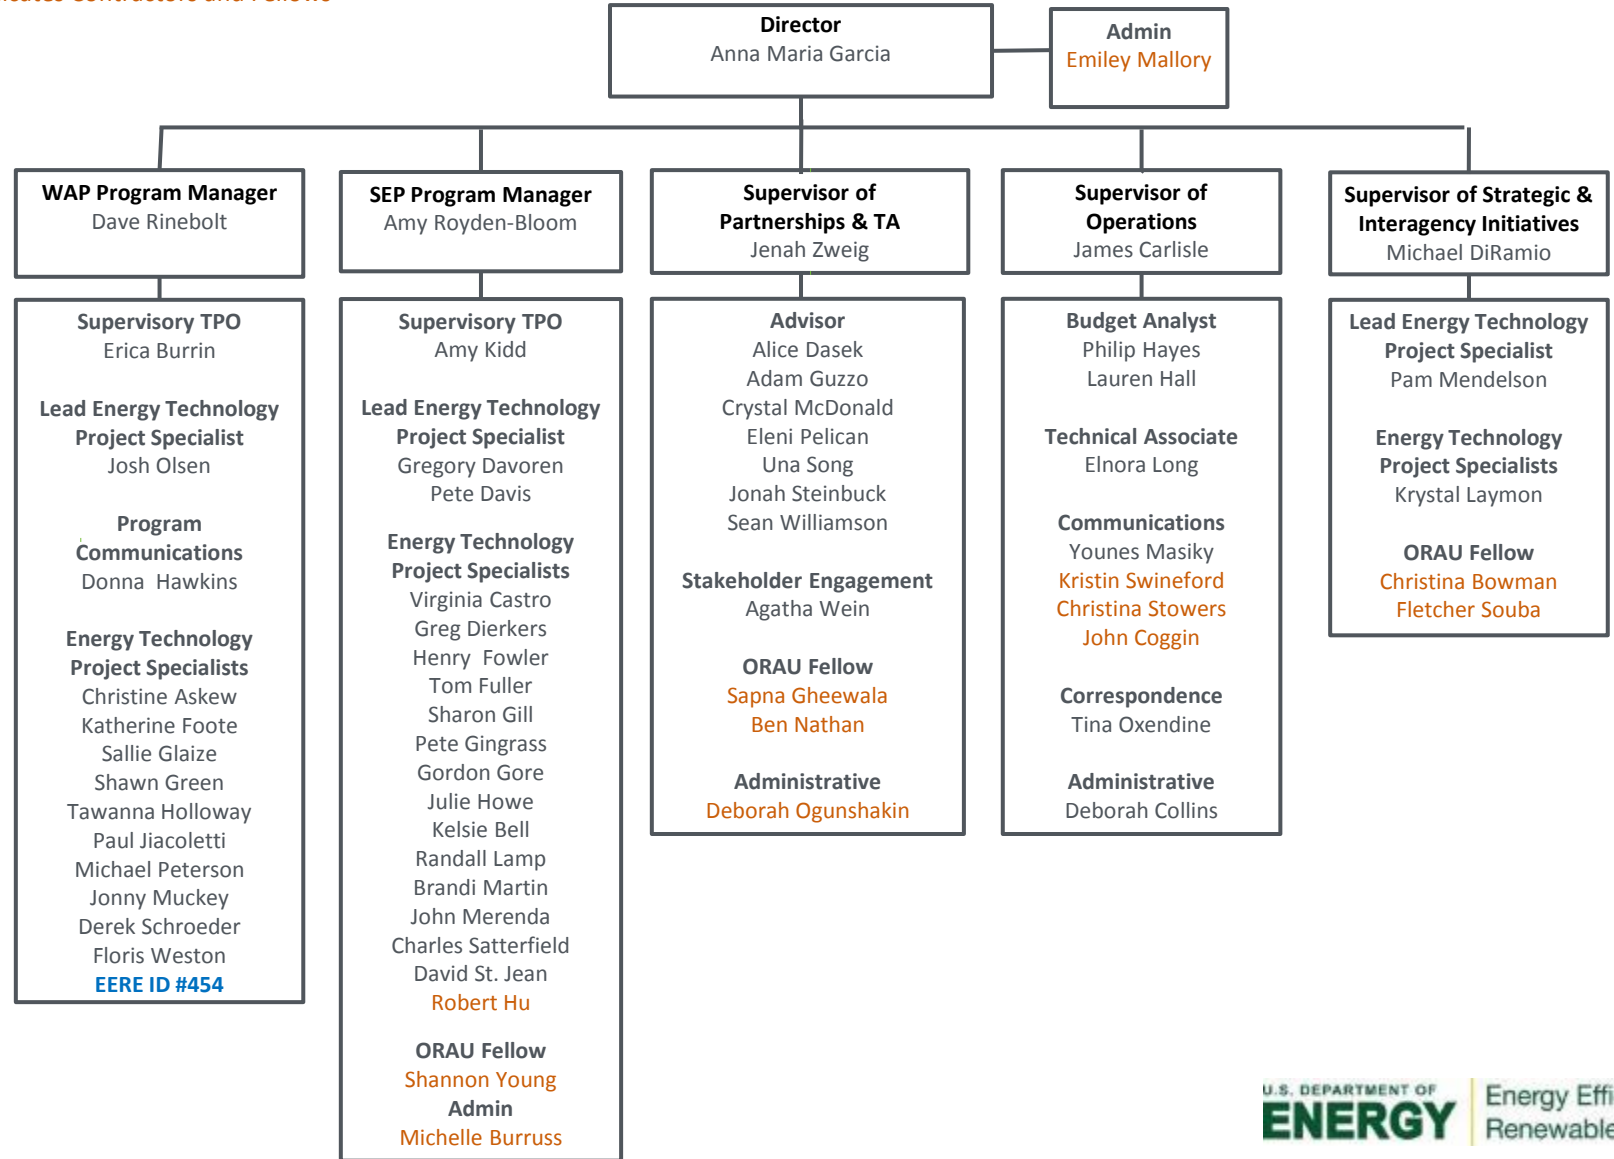 Contractors and Fellows
Director
Anna Maria Garcia
Admin
Emiley Mallory
WAP Program Manager
Dave Rinebolt
SEP Program Manager
Amy Royden-Bloom
Supervisor of
Partnerships & TA
Jenah Zweig
Supervisor of
Operations
James Carlisle
Supervisor of Strategic &
Interagency Initiatives
Michael DiRamio
Supervisory TPO
Erica Burrin
Lead Energy Technology
Project Specialist
Josh Olsen
Program
Communications
Donna Hawkins
Energy Technology
Project Specialists
Christine Askew
Katherine Foote
Sallie Glaize
Shawn Green
Tawanna Holloway
Paul Jiacoletti
Michael Peterson
Jonny Muckey
Derek Schroeder
Floris Weston
EERE ID #454
Supervisory TPO
Amy Kidd
Lead Energy Technology
Project Specialist
Gregory Davoren
Pete Davis
Energy Technology
Project Specialists
Virginia Castro
Greg Dierkers
Henry Fowler
Tom Fuller
Sharon Gill
Pete Gingrass
Gordon Gore
Julie Howe
Kelsie Bell
Randall Lamp
Brandi Martin
John Merenda
Charles Satterfield
David St. Jean
Robert Hu
ORAU Fellow
Shannon Young
Admin
Michelle Burruss
Advisor
Alice Dasek
Adam Guzzo
Crystal McDonald
Eleni Pelican
Una Song
Jonah Steinbuck
Sean Williamson
Stakeholder Engagement
Agatha Wein
ORAU Fellow
Sapna Gheewala
Ben Nathan
Administrative
Deborah Ogunshakin
Budget Analyst
Philip Hayes
Lauren Hall
Technical Associate
Elnora Long
Communications
Younes Masiky
Kristin Swineford
Christina Stowers
John Coggin
Correspondence
Tina Oxendine
Administrative
Deborah Collins
Lead Energy Technology
Project Specialist
Pam Mendelson
Energy Technology
Project Specialists
Krystal Laymon
ORAU Fellow
Christina Bowman
Fletcher Souba
U.S. DEPARTMENT OF
ENERGY
Energy Effi
Renewable